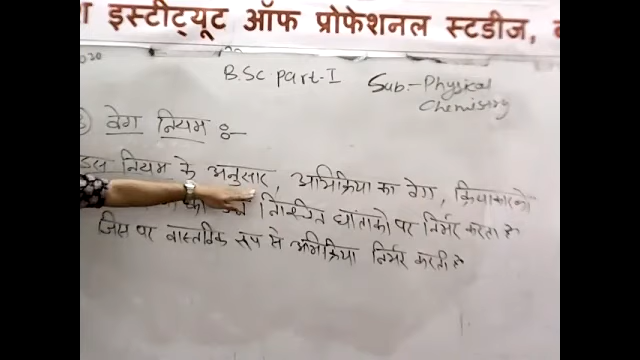 इंस्टीट्यूट ऑफ प्रोफेशनल स्टडीज,
2020
B.Sc. Part-I Sub:- Physical
Chemistry
वेग नियम :-
इस नियम के अनुसार, अभिक्रिया का वेग, क्रियाकारको
निश्चित घातांको पर निर्भर करता है
जिस पर वास्तविक रूप से अभिक्रिया निर्भर करती है